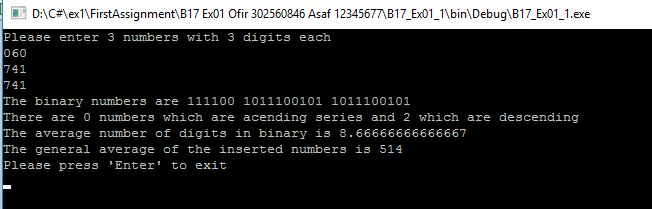 D:\C#\ex1\FirstAssignment\B17 Ex01 Ofir 302560846 Asaf 12345677\B17_Ex01_1\bin\Debug\B17_Ex01_1.exe
Please enter 3 numbers with 3 digits each
060
741
741
The binary numbers are 111100 1011100101 1011100101
There are 0 numbers which are acending series and 2 which are descending
The average number of digits in binary is 8.66666666666667
The general average of the inserted numbers is 514
Please press 'Enter' to exit